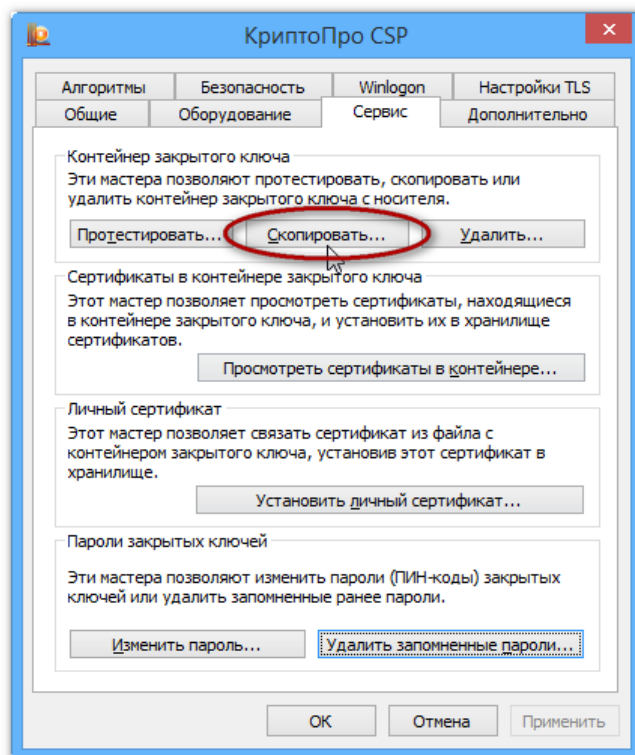 КриптоПро CSP
Алгоритмы Безопасность Winlogon Настройки TLS
Общие Оборудование Сервис Дополнительно
Контейнер закрытого ключа
Эти мастера позволяют протестировать, скопировать или
удалить контейнер закрытого ключа с носителя.
Протестировать... Скопировать... Удалить...
Сертификаты в контейнере закрытого ключа
Этот мастер позволяет просмотреть сертификаты, находящиеся
в контейнере закрытого ключа, и установить их в хранилище
сертификатов.
Просмотреть сертификаты в контейнере...
Личный сертификат
Этот мастер позволяет связать сертификат из файла с
контейнером закрытого ключа, установив этот сертификат в
хранилище.
Установить личный сертификат...
Пароли закрытых ключей
Эти мастера позволяют изменить пароли (ПИН-коды) закрытых
ключей или удалить запомненные ранее пароли.
Изменить пароль... Удалить запомненные пароли...
ОК Отмена Применить